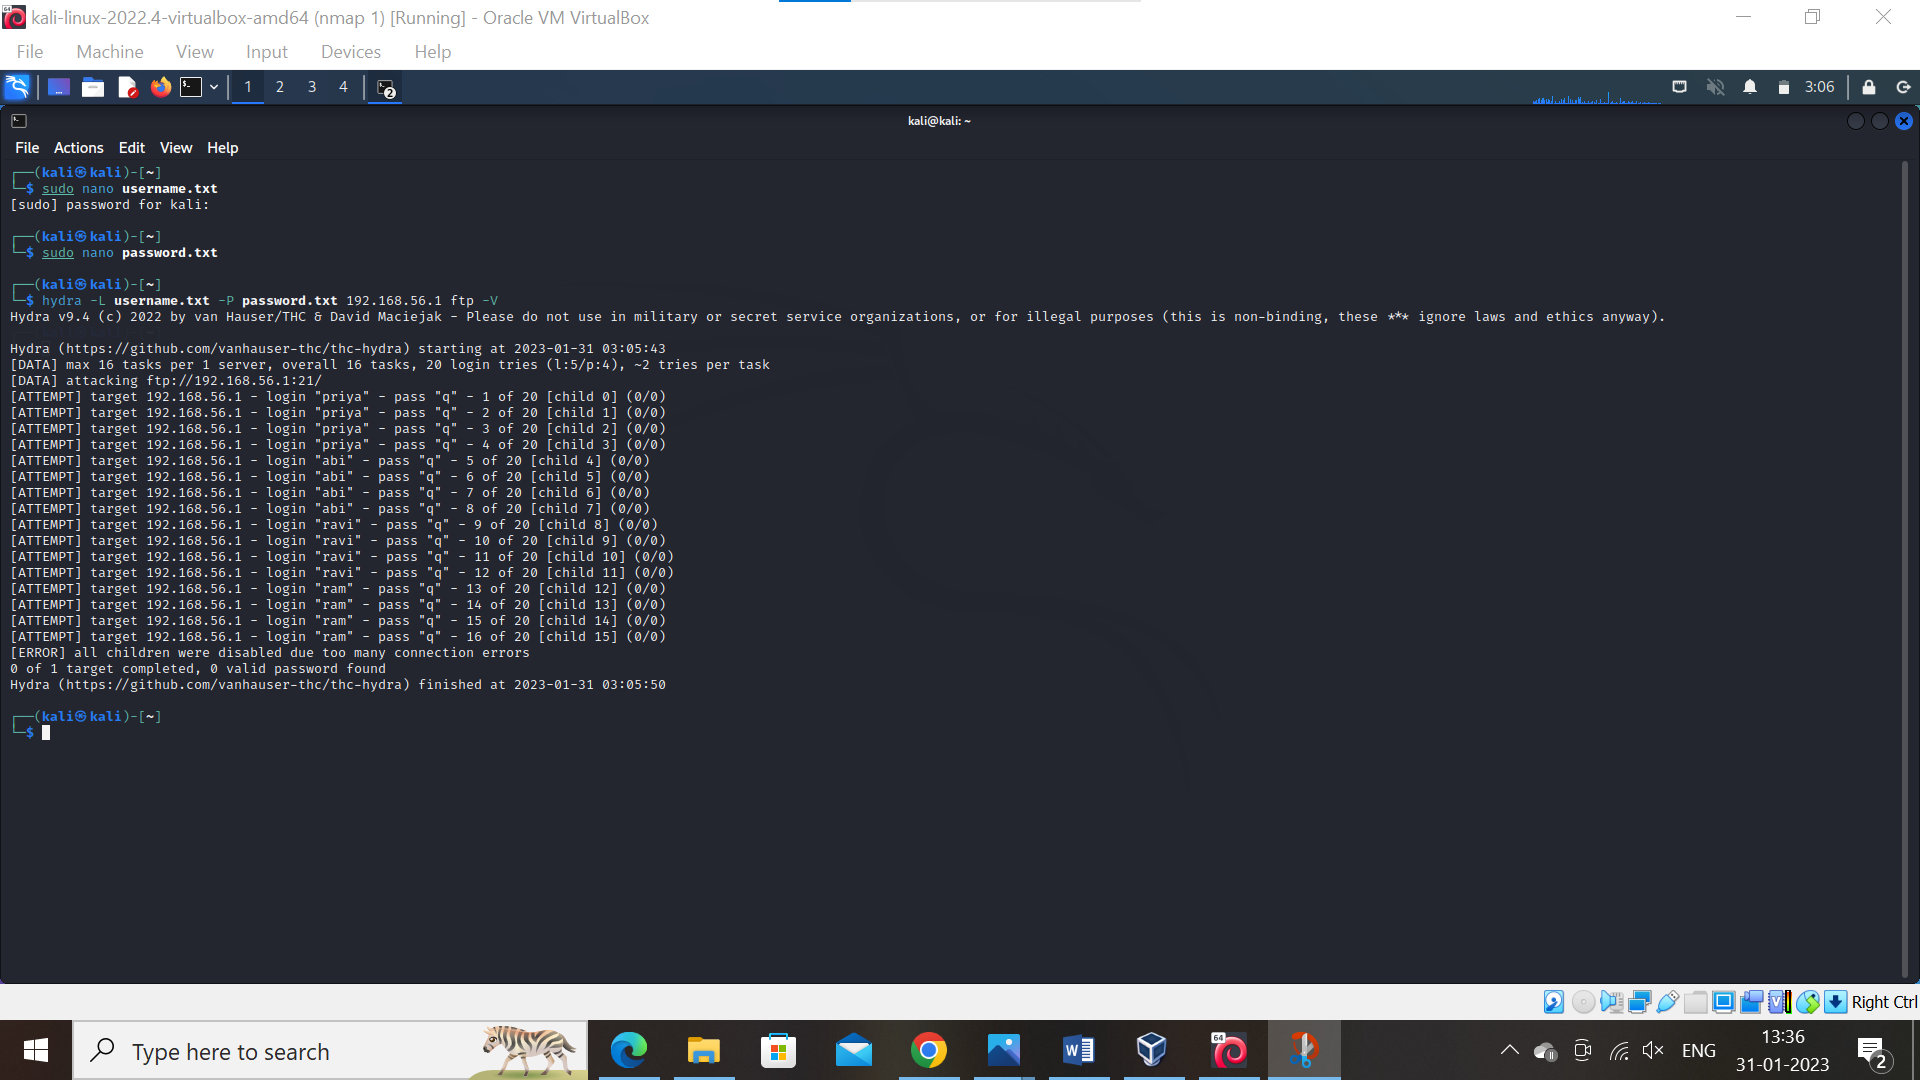 kali-linux-2022.4-virtualbox-amd64 (nmap 1) [Running] - Oracle VM VirtualBox
File Machine View Input Devices Help
1 2 3 4 2 3:06
kali@kali: ~
File Actions Edit View Help
┌──(kali㉿kali)-[~]
└─$ sudo nano username.txt
[sudo] password for kali:
┌──(kali㉿kali)-[~]
└─$ sudo nano password.txt
┌──(kali㉿kali)-[~]
└─$ hydra -L username.txt -P password.txt 192.168.56.1 ftp -V
Hydra v9.4 (c) 2022 by van Hauser/THC & David Maciejak - Please do not use in military or secret service organizations, or for illegal purposes (this is non-binding, these *** ignore laws and ethics anyway).
Hydra (https://github.com/vanhauser-thc/thc-hydra) starting at 2023-01-31 03:05:43
[DATA] max 16 tasks per 1 server, overall 16 tasks, 20 login tries (l:5/p:4), ~2 tries per task
[DATA] attacking ftp://192.168.56.1:21/
[ATTEMPT] target 192.168.56.1 - login "priya" - pass "q" - 1 of 20 [child 0] (0/0)
[ATTEMPT] target 192.168.56.1 - login "priya" - pass "q" - 2 of 20 [child 1] (0/0)
[ATTEMPT] target 192.168.56.1 - login "priya" - pass "q" - 3 of 20 [child 2] (0/0)
[ATTEMPT] target 192.168.56.1 - login "priya" - pass "q" - 4 of 20 [child 3] (0/0)
[ATTEMPT] target 192.168.56.1 - login "abi" - pass "q" - 5 of 20 [child 4] (0/0)
[ATTEMPT] target 192.168.56.1 - login "abi" - pass "q" - 6 of 20 [child 5] (0/0)
[ATTEMPT] target 192.168.56.1 - login "abi" - pass "q" - 7 of 20 [child 6] (0/0)
[ATTEMPT] target 192.168.56.1 - login "abi" - pass "q" - 8 of 20 [child 7] (0/0)
[ATTEMPT] target 192.168.56.1 - login "ravi" - pass "q" - 9 of 20 [child 8] (0/0)
[ATTEMPT] target 192.168.56.1 - login "ravi" - pass "q" - 10 of 20 [child 9] (0/0)
[ATTEMPT] target 192.168.56.1 - login "ravi" - pass "q" - 11 of 20 [child 10] (0/0)
[ATTEMPT] target 192.168.56.1 - login "ravi" - pass "q" - 12 of 20 [child 11] (0/0)
[ATTEMPT] target 192.168.56.1 - login "ram" - pass "q" - 13 of 20 [child 12] (0/0)
[ATTEMPT] target 192.168.56.1 - login "ram" - pass "q" - 14 of 20 [child 13] (0/0)
[ATTEMPT] target 192.168.56.1 - login "ram" - pass "q" - 15 of 20 [child 14] (0/0)
[ATTEMPT] target 192.168.56.1 - login "ram" - pass "q" - 16 of 20 [child 15] (0/0)
[ERROR] all children were disabled due too many connection errors
0 of 1 target completed, 0 valid password found
Hydra (https://github.com/vanhauser-thc/thc-hydra) finished at 2023-01-31 03:05:50
┌──(kali㉿kali)-[~]
└─$
Right Ctrl
Type here to search
64
ENG
13:36
31-01-2023
2